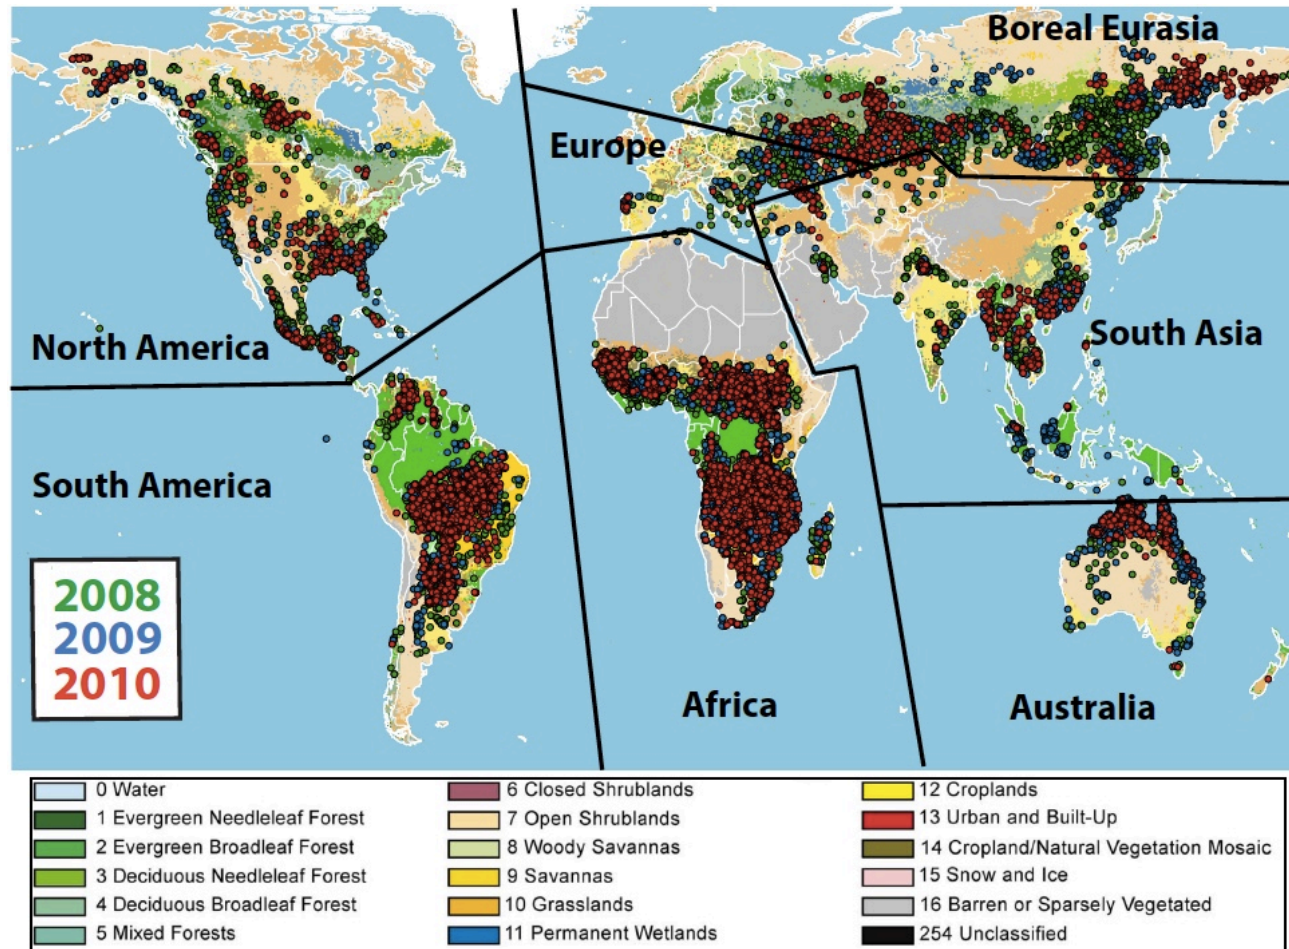 Boreal Eurasia
Europe
North America
South Asia
South America
2008
2009
2010
Africa
Australia
0 Water
1 Evergreen Needleleaf Forest
2 Evergreen Broadleaf Forest
3 Deciduous Needleleaf Forest
4 Deciduous Broadleaf Forest
5 Mixed Forests
6 Closed Shrublands
7 Open Shrublands
8 Woody Savannas
9 Savannas
10 Grasslands
11 Permanent Wetlands
12 Croplands
13 Urban and Built-Up
14 Cropland/Natural Vegetation Mosaic
15 Snow and Ice
16 Barren or Sparsely Vegetated
254 Unclassified